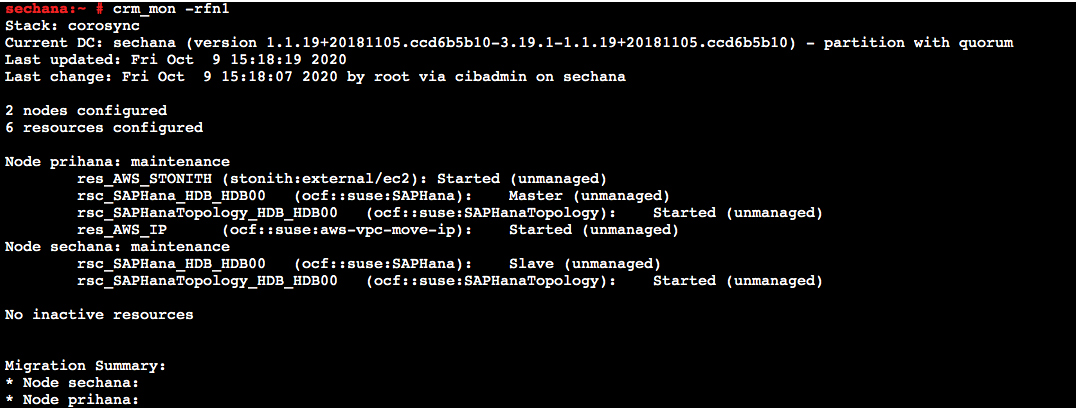 sechana:~ # crm_mon -rfn1
Stack: corosync
Current DC: sechana (version 1.1.19+20181105.ccd6b5b10-3.19.1-1.1.19+20181105.ccd6b5b10) - partition with quorum
Last updated: Fri Oct  9 15:18:19 2020
Last change: Fri Oct  9 15:18:07 2020 by root via cibadmin on sechana

2 nodes configured
6 resources configured

Node prihana: maintenance
        res_AWS_STONITH (stonith:external/ec2): Started (unmanaged)
        rsc_SAPHana_HDB_HDB00   (ocf::suse:SAPHana):    Master (unmanaged)
        rsc_SAPHanaTopology_HDB_HDB00   (ocf::suse:SAPHanaTopology):    Started (unmanaged)
        res_AWS_IP      (ocf::suse:aws-vpc-move-ip):    Started (unmanaged)
Node sechana: maintenance
        rsc_SAPHana_HDB_HDB00   (ocf::suse:SAPHana):    Slave (unmanaged)
        rsc_SAPHanaTopology_HDB_HDB00   (ocf::suse:SAPHanaTopology):    Started (unmanaged)

No inactive resources


Migration Summary:
* Node sechana:
* Node prihana: